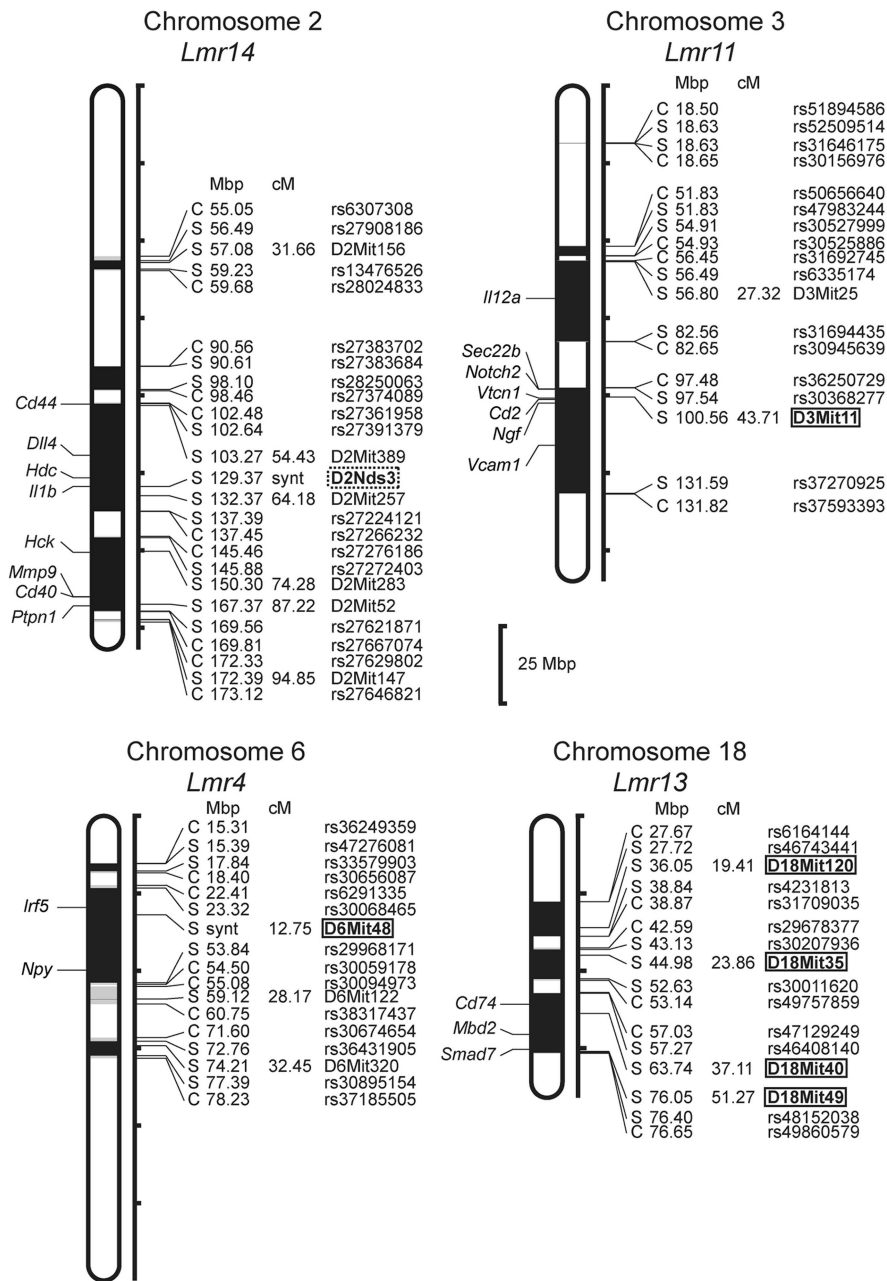 Chromosome 2
Lmr14
Mbp cM
C 55.05 rs6307308
S 56.49 rs27908186
S 57.08 31.66 D2Mit156
S 59.23 rs13476526
C 59.68 rs28024833
C 90.56 rs27383702
S 90.61 rs27383684
S 98.10 rs28250063
C 98.46 rs27374089
C 102.48 rs27361958
S 102.64 rs27391379
S 103.27 54.43 D2Mit389
S 129.37 synt D2Nds3
S 132.37 64.18 D2Mit257
S 137.39 rs27224121
C 137.45 rs27266232
C 145.46 rs27276186
S 145.88 rs27272403
S 150.30 74.28 D2Mit283
S 167.37 87.22 D2Mit52
S 169.56 rs27621871
C 169.81 rs27667074
C 172.33 rs27629802
S 172.39 94.85 D2Mit147
C 173.12 rs27646821
Cd44
Dll4
Hdc
Il1b
Hck
Mmp9
Cd40
Ptpn1
Chromosome 3
Lmr11
Mbp cM
C 18.50 rs51894586
S 18.63 rs52509514
S 18.63 rs31646175
C 18.65 rs30156976
C 51.83 rs50656640
S 51.83 rs47983244
S 54.91 rs30527999
C 54.93 rs30525886
C 56.45 rs31692745
S 56.49 rs6335174
S 56.80 27.32 D3Mit25
S 82.56 rs31694435
C 82.65 rs30945639
C 97.48 rs36250729
S 97.54 rs30368277
S 100.56 43.71 D3Mit11
S 131.59 rs37270925
C 131.82 rs37593393
Il12a
Sec22b
Notch2
Vtcn1
Cd2
Ngf
Vcam1
25 Mbp
Chromosome 6
Lmr4
Mbp cM
C 15.31 rs36249359
S 15.39 rs47276081
S 17.84 rs33579903
C 18.40 rs30656087
C 22.41 rs6291335
S 23.32 rs30068465
S synt 12.75 D6Mit48
S 53.84 rs29968171
C 54.50 rs30059178
C 55.08 rs30094973
S 59.12 28.17 D6Mit122
C 60.75 rs38317437
C 71.60 rs30674654
S 72.76 rs36431905
S 74.21 32.45 D6Mit320
S 77.39 rs30895154
C 78.23 rs37185505
Irf5
Npy
Chromosome 18
Lmr13
Mbp cM
C 27.67 rs6164144
S 27.72 rs46743441
S 36.05 19.41 D18Mit120
S 38.84 rs4231813
C 38.87 rs31709035
C 42.59 rs29678377
S 43.13 rs30207936
S 44.98 23.86 D18Mit35
S 52.63 rs30011620
C 53.14 rs49757859
C 57.03 rs47129249
S 57.27 rs46408140
S 63.74 37.11 D18Mit40
S 76.05 51.27 D18Mit49
S 76.40 rs48152038
C 76.65 rs49860579
Cd74
Mbd2
Smad7